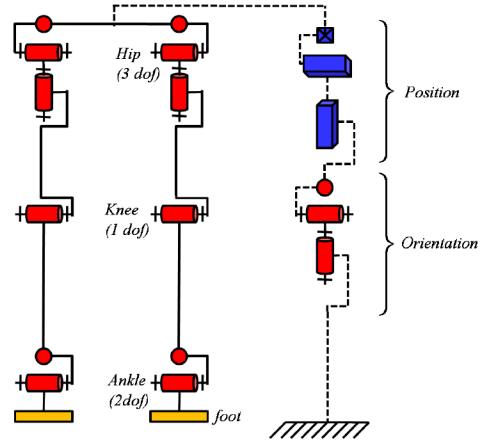 Hip
(3 dof)
Position
Knee
(1 dof)
Orientation
Ankle
(2dof)
foot